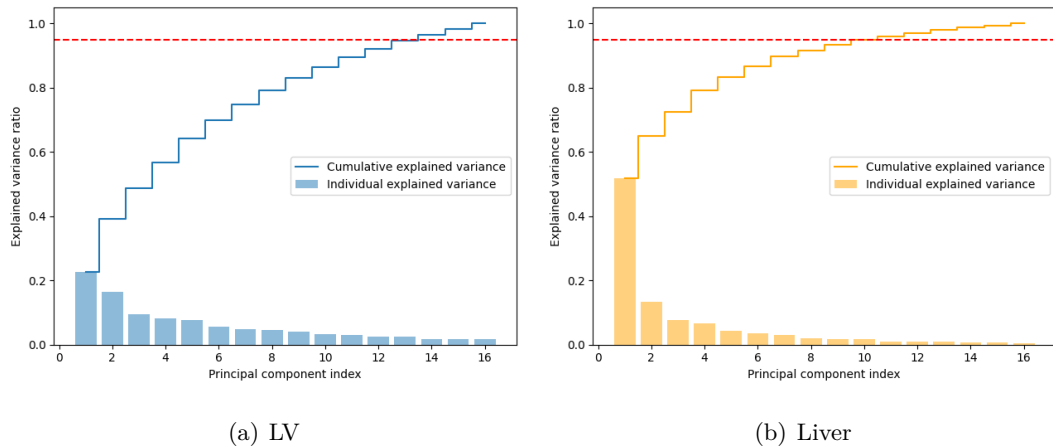 1.0
0.8
0.6
0.4
0.2
0.0
Explained variance ratio
Cumulative explained variance
Individual explained variance
0 2 4 6 8 10 12 14 16
Principal component index
(a) LV
1.0
0.8
0.6
0.4
0.2
0.0
Explained variance ratio
Cumulative explained variance
Individual explained variance
0 2 4 6 8 10 12 14 16
Principal component index
(b) Liver